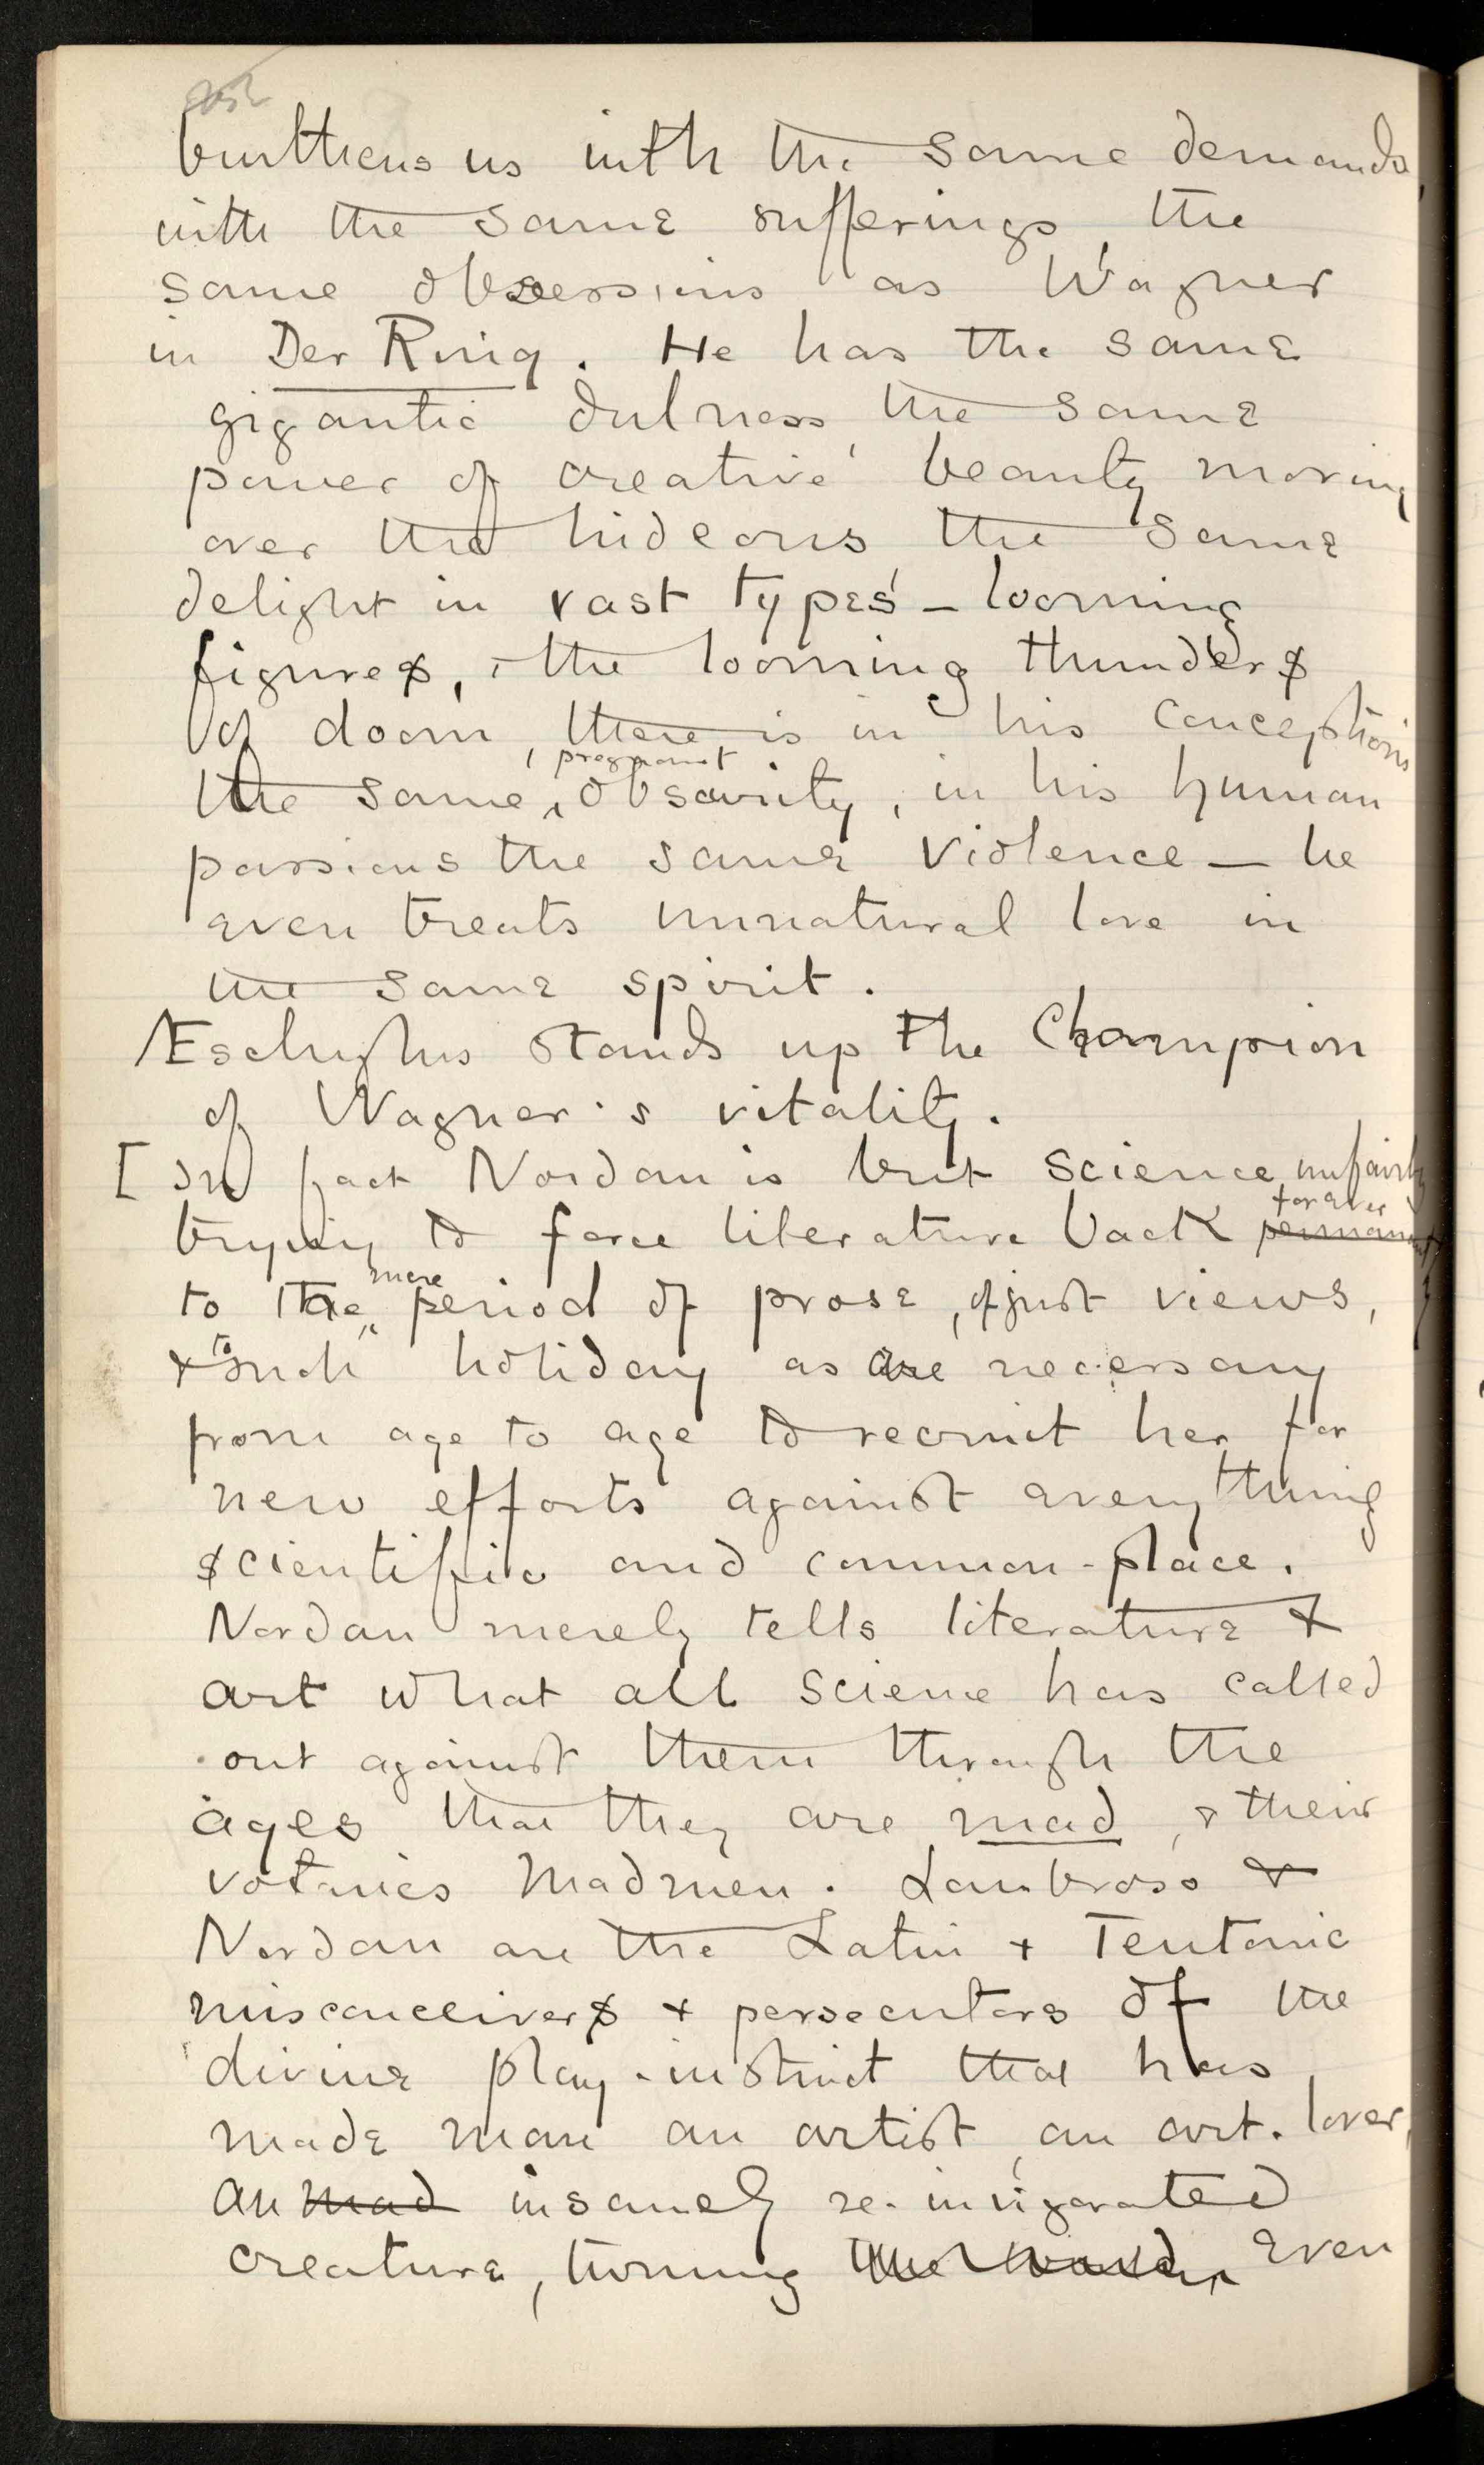 burthens us with the same demands,
with the same sufferings, the
same obsessions as Wagner
in Der Ring. He has the same
gigantic dulness, the same
power of creative beauty moving
over the hideous the same
delight in vast types - looming
figures, the looming thunders
of doom, there is in his conceptions
pregnant
the same obscurity, in his human
passions the same violence — he
even treats unnatural love in
the same spirit.
Æschylus stands up the Champion
of Wagner's vitality.
[ In fact Nordau is but science unfairly
for ever
trying to force literature back permanently
mere
to the period of prose, of just views,
to
& such holiday as are necessary
from age to age to recruit her for
new efforts against everything
scientific and common-place.
Nordau merely tells literature &
art what all science has called
out against them through the
ages that they are mad, & their
votaries madmen. Lombroso &
Nordau are the Latin & Teutonic
misconceivers & persecutors of the
divine play-instinct that has
made man an artist, an art-lover,
an mad insanely re-invigorated
creature, turning the world, even